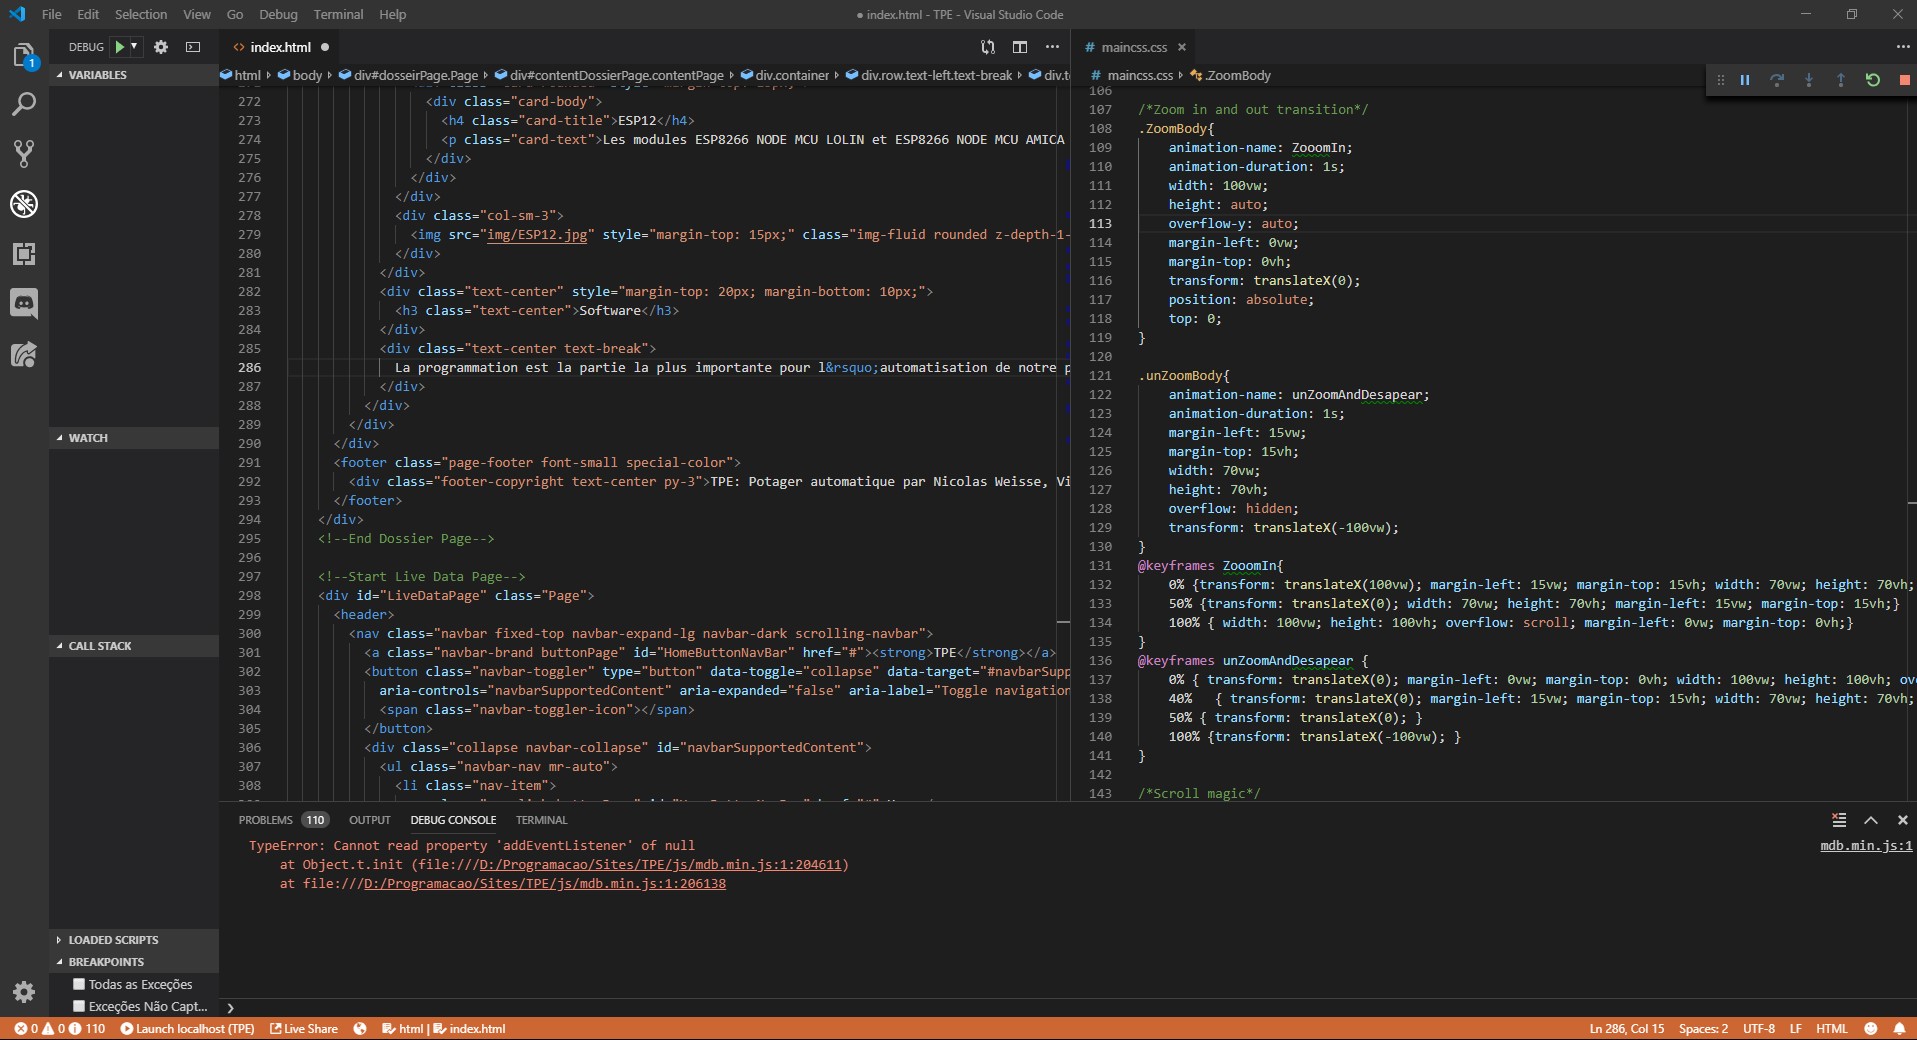 File Edit Selection View Go Debug Terminal Help
● index.html - TPE - Visual Studio Code
DEBUG
index.html
maincss.css
1
html body div#dosseirPage.Page div#contentDossierPage.contentPage div.container div.row.text-left.text-break
maincss.css .ZoomBody
VARIABLES
WATCH
CALL STACK
LOADED SCRIPTS
BREAKPOINTS
Todas as Exceções
Exceções Não Capt...
272 <div class="card-body">
273 <h4 class="card-title">ESP12</h4>
274 <p class="card-text">Les modules ESP8266 NODE MCU LOLIN et ESP8266 NODE MCU AMICA
275 </div>
276 </div>
277 </div>
278 <div class="col-sm-3">
279 <img src="img/ESP12.jpg" style="margin-top: 15px;" class="img-fluid rounded z-depth-1-
280 </div>
281 </div>
282 <div class="text-center" style="margin-top: 20px; margin-bottom: 10px;">
283 <h3 class="text-center">Software</h3>
284 </div>
285 <div class="text-center text-break">
286 La programmation est la partie la plus importante pour l&rsquo;automatisation de notre p
287 </div>
288 </div>
289 </div>
290 </div>
291 <footer class="page-footer font-small special-color">
292 <div class="footer-copyright text-center py-3">TPE: Potager automatique par Nicolas Weisse, Vi
293 </footer>
294 </div>
295 <!--End Dossier Page-->
296
297 <!--Start Live Data Page-->
298 <div id="LiveDataPage" class="Page">
299 <header>
300 <nav class="navbar fixed-top navbar-expand-lg navbar-dark scrolling-navbar">
301 <a class="navbar-brand buttonPage" id="HomeButtonNavBar" href="#"><strong>TPE</strong></a>
302 <button class="navbar-toggler" type="button" data-toggle="collapse" data-target="#navbarSupp
303 aria-controls="navbarSupportedContent" aria-expanded="false" aria-label="Toggle navigation
304 <span class="navbar-toggler-icon"></span>
305 </button>
306 <div class="collapse navbar-collapse" id="navbarSupportedContent">
307 <ul class="navbar-nav mr-auto">
308 <li class="nav-item">
106
107 /*Zoom in and out transition*/
108 .ZoomBody{
109 animation-name: ZooomIn;
110 animation-duration: 1s;
111 width: 100vw;
112 height: auto;
113 overflow-y: auto;
114 margin-left: 0vw;
115 margin-top: 0vh;
116 transform: translateX(0);
117 position: absolute;
118 top: 0;
119 }
120
121 .unZoomBody{
122 animation-name: unZoomAndDesapear;
123 animation-duration: 1s;
124 margin-left: 15vw;
125 margin-top: 15vh;
126 width: 70vw;
127 height: 70vh;
128 overflow: hidden;
129 transform: translateX(-100vw);
130 }
131 @keyframes ZooomIn{
132 0% {transform: translateX(100vw); margin-left: 15vw; margin-top: 15vh; width: 70vw; height: 70vh;
133 50% {transform: translateX(0); width: 70vw; height: 70vh; margin-left: 15vw; margin-top: 15vh;}
134 100% { width: 100vw; height: 100vh; overflow: scroll; margin-left: 0vw; margin-top: 0vh;}
135 }
136 @keyframes unZoomAndDesapear {
137 0% { transform: translateX(0); margin-left: 0vw; margin-top: 0vh; width: 100vw; height: 100vh; ov
138 40% { transform: translateX(0); margin-left: 15vw; margin-top: 15vh; width: 70vw; height: 70vh;
139 50% { transform: translateX(0); }
140 100% {transform: translateX(-100vw); }
141 }
142
143 /*Scroll magic*/
PROBLEMS 110 OUTPUT DEBUG CONSOLE TERMINAL
TypeError: Cannot read property 'addEventListener' of null
mdb.min.js:1
at Object.t.init (file:///D:/Programacao/Sites/TPE/js/mdb.min.js:1:204611)
at file:///D:/Programacao/Sites/TPE/js/mdb.min.js:1:206138
0 0 110 Launch localhost (TPE) Live Share html | index.html
Ln 286, Col 15 Spaces: 2 UTF-8 LF HTML